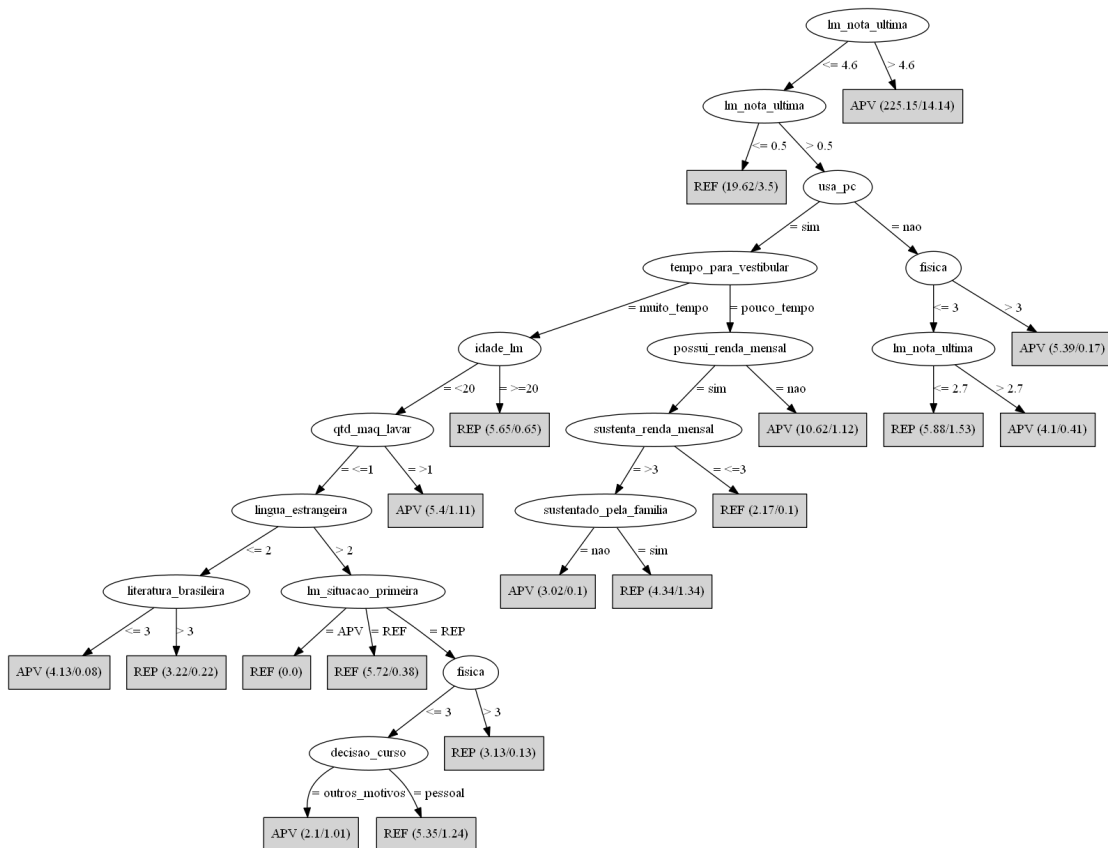 lm_nota_ultima
<= 4.6
> 4.6
lm_nota_ultima
APV (225.15/14.14)
<= 0.5
> 0.5
REF (19.62/3.5)
usa_pc
= sim
= nao
tempo_para_vestibular
fisica
= muito_tempo
= pouco_tempo
<= 3
> 3
idade_lm
possui_renda_mensal
lm_nota_ultima
APV (5.39/0.17)
= <20
= >=20
= sim
= nao
<= 2.7
> 2.7
qtd_maq_lavar
REP (5.65/0.65)
sustenta_renda_mensal
APV (10.62/1.12)
REP (5.88/1.53)
APV (4.1/0.41)
= <=1
= >1
= >3
= <=3
lingua_estrangeira
APV (5.4/1.11)
sustentado_pela_familia
REF (2.17/0.1)
<= 2
> 2
= nao
= sim
literatura_brasileira
lm_situacao_primeira
APV (3.02/0.1)
REP (4.34/1.34)
<= 3
> 3
= APV
= REF
= REP
APV (4.13/0.08)
REP (3.22/0.22)
REF (0.0)
REF (5.72/0.38)
fisica
<= 3
> 3
decisao_curso
REP (3.13/0.13)
= outros_motivos
= pessoal
APV (2.1/1.01)
REF (5.35/1.24)